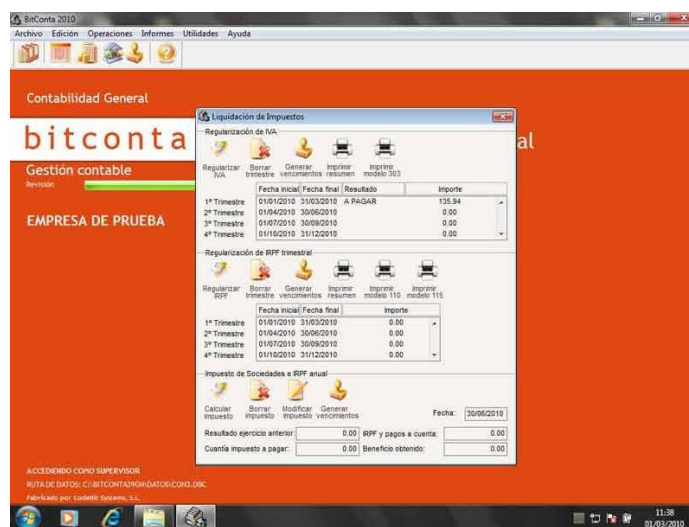 BitConta 2010
Archivo Edición Operaciones Informes Utilidades Ayuda
Contabilidad General
bitconta
al
Gestión contable
Revisión
EMPRESA DE PRUEBA
Liquidación de Impuestos
Regularización de IVA
Regularizar IVA Borrar trimestre Generar vencimientos Imprimir resumen Imprimir modelo 303
Fecha inicial Fecha final Resultado Importe
1º Trimestre 01/01/2010 31/03/2010 A PAGAR 135.94
2º Trimestre 01/04/2010 30/06/2010 0.00
3º Trimestre 01/07/2010 30/09/2010 0.00
4º Trimestre 01/10/2010 31/12/2010 0.00
Regularización de IRPF trimestral
Regularizar IRPF Borrar trimestre Generar vencimientos Imprimir resumen Imprimir modelo 110 Imprimir modelo 115
Fecha inicial Fecha final Importe
1º Trimestre 01/01/2010 31/03/2010 0.00
2º Trimestre 01/04/2010 30/06/2010 0.00
3º Trimestre 01/07/2010 30/09/2010 0.00
4º Trimestre 01/10/2010 31/12/2010 0.00
Impuesto de Sociedades e IRPF anual
Calcular impuesto Borrar impuesto Modificar impuesto Generar vencimientos
Fecha: 30/06/2010
Resultado ejercicio anterior: 0.00 IRPF y pagos a cuenta: 0.00
Cuantía impuesto a pagar: 0.00 Beneficio obtenido: 0.00
ACCEDIENDO COMO SUPERVISOR
RUTA DE DATOS:
Fabricado por CodeBit Systems, S.L.
11:38
01/03/2010